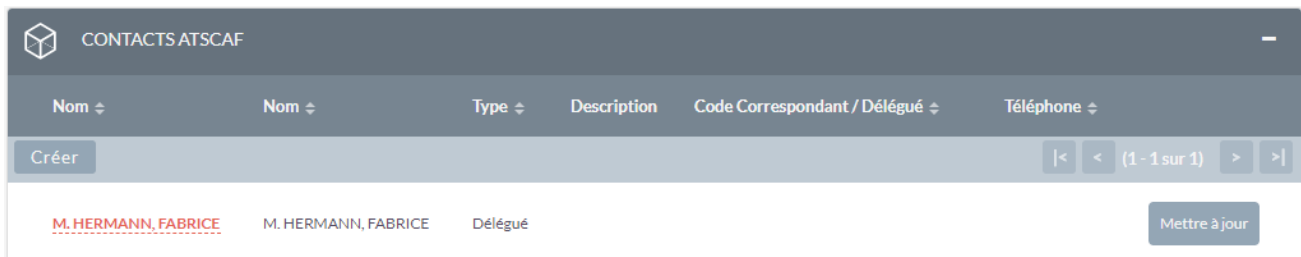 CONTACTS ATSCAF
Nom Nom Type Description Code Correspondant / Délégué Téléphone
Créer |< < (1 - 1 sur 1) > >|
M. HERMANN, FABRICE M. HERMANN, FABRICE Délégué Mettre à jour